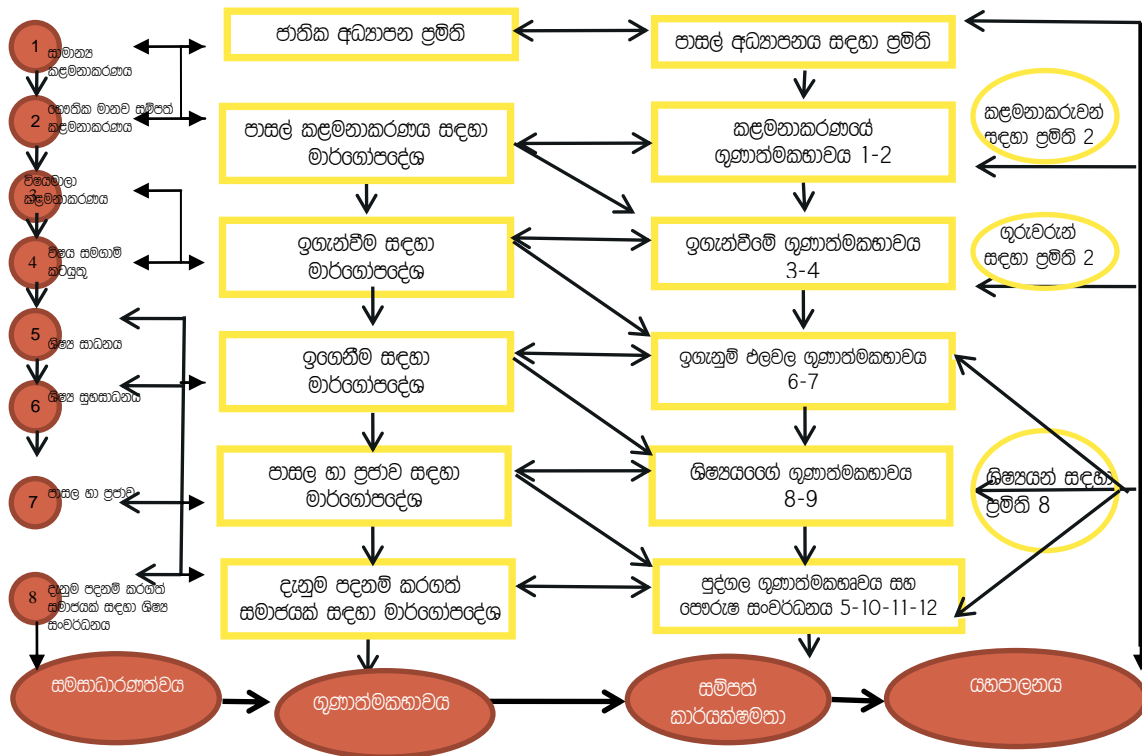 1
සාමාන්‍ය
කළමනාකරණය
2
භෞතික මානව සම්පත්
කළමනාකරණය
3
විෂයමාලා
කළමනාකරණය
4
විෂය සමගාමී
කටයුතු
5
ශිෂ්‍ය සාධනය
6
ශිෂ්‍ය සුභසාධනය
7
පාසල හා ප්‍රජාව
8
දැනුම පදනම් කරගත්
සමාජයක් සඳහා ශිෂ්‍ය
සංවර්ධනය
ජාතික අධ්‍යාපන ප්‍රමිති
පාසල් කළමනාකරණය සඳහා
මාර්ගෝපදේශ
ඉගැන්වීම සඳහා
මාර්ගෝපදේශ
ඉගෙනීම සඳහා
මාර්ගෝපදේශ
පාසල හා ප්‍රජාව සඳහා
මාර්ගෝපදේශ
දැනුම පදනම් කරගත්
සමාජයක් සඳහා මාර්ගෝපදේශ
පාසල් අධ්‍යාපනය සඳහා ප්‍රමිති
කළමනාකරණයේ
ගුණාත්මකභාවය 1-2
ඉගැන්වීමේ ගුණාත්මකභාවය
3-4
ඉගැනුම් ඵලවල ගුණාත්මකභාවය
6-7
ශිෂ්‍යයගෙේ ගුණාත්මකභාවය
8-9
පුද්ගල ගුණාත්මකභෘවය සහ
පෞරුෂ සංවර්ධනය 5-10-11-12
කළමනාකරුවන්
සඳහා ප්‍රමිති 2
ගුරුවරුන්
සඳහා ප්‍රමිති 2
ශිෂ්‍යයන් සඳහා
ප්‍රමිති 8
සමසාධාරණත්වය
ගුණාත්මකභාවය
සම්පත්
කාර්යක්ෂමතා
යහපාලනය